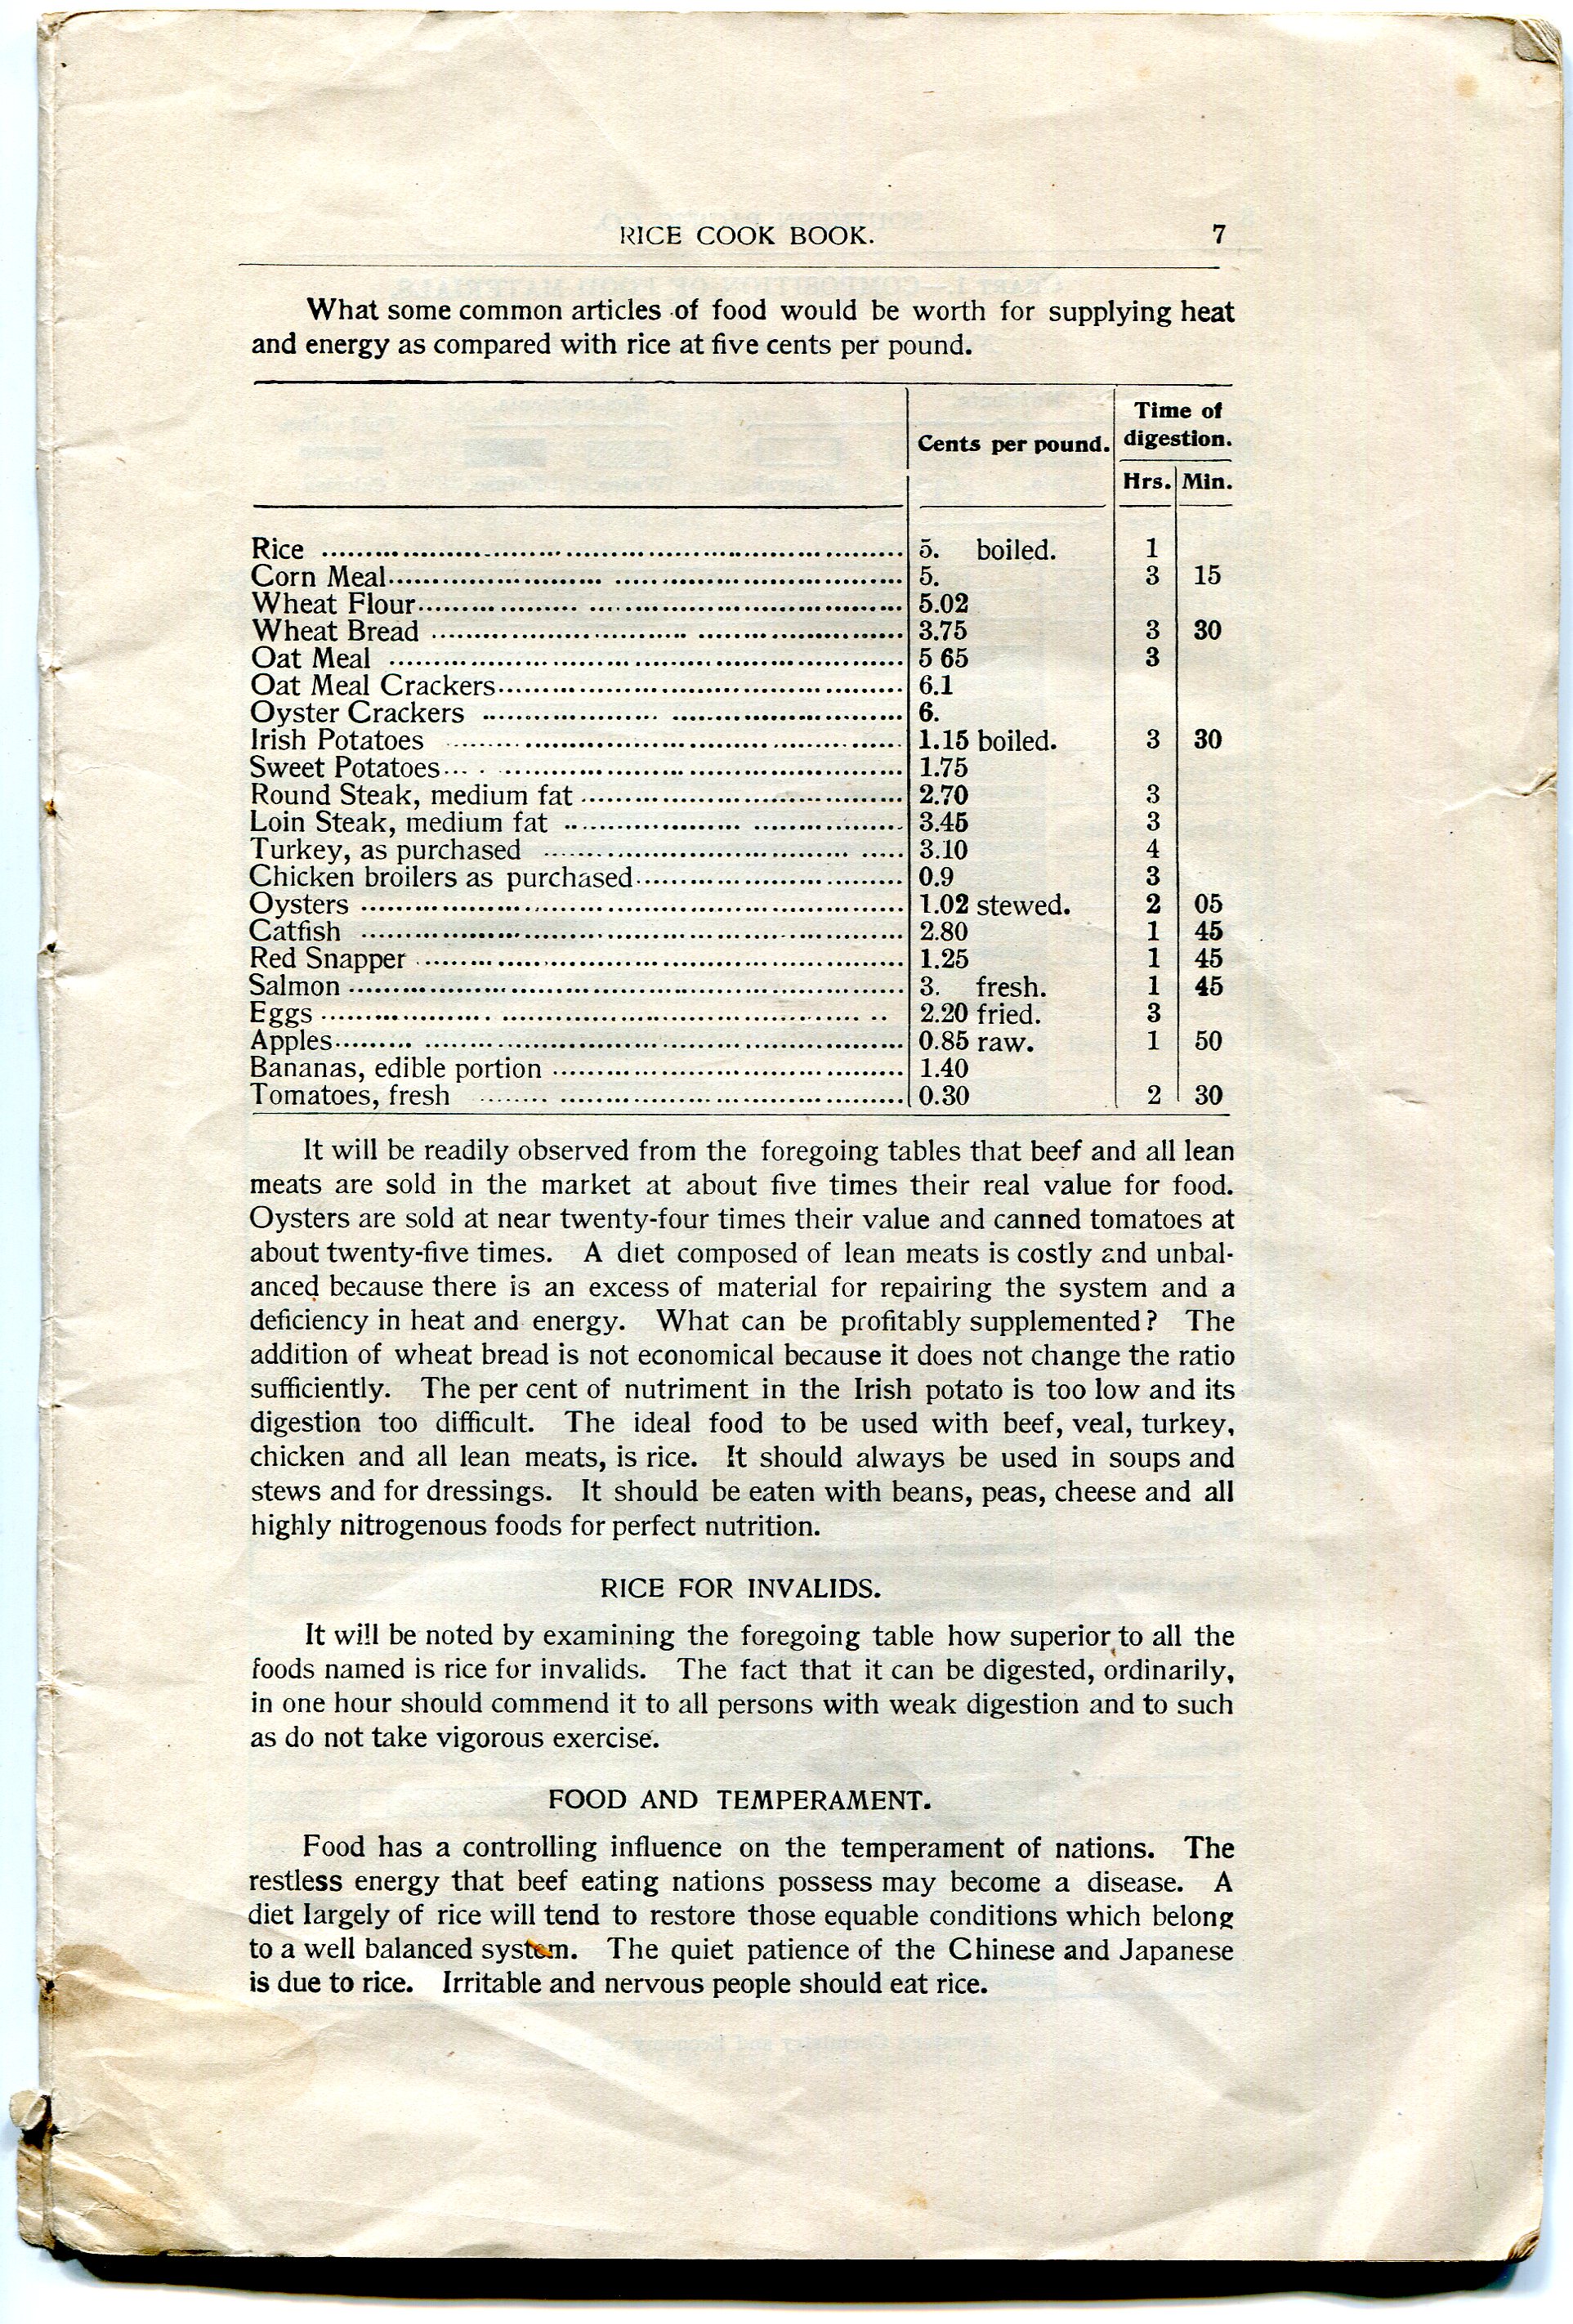 RICE COOK BOOK. 7
What some common articles of food would be worth for supplying heat
and energy as compared with rice at five cents per pound.
Cents per pound. Time of
digestion.
Hrs. Min.
Rice 5. boiled. 1
Corn Meal 5. 3 15
Wheat Flour 5.02
Wheat Bread 3.75 3 30
Oat Meal 5 65 3
Oat Meal Crackers 6.1
Oyster Crackers 6.
Irish Potatoes 1.15 boiled. 3 30
Sweet Potatoes 1.75
Round Steak, medium fat 2.70 3
Loin Steak, medium fat 3.45 3
Turkey, as purchased 3.10 4
Chicken broilers as purchased 0.9 3
Oysters 1.02 stewed. 2 05
Catfish 2.80 1 45
Red Snapper 1.25 1 45
Salmon 3. fresh. 1 45
Eggs 2.20 fried. 3
Apples 0.85 raw. 1 50
Bananas, edible portion 1.40
Tomatoes, fresh 0.30 2 30
It will be readily observed from the foregoing tables that beef and all lean
meats are sold in the market at about five times their real value for food.
Oysters are sold at near twenty-four times their value and canned tomatoes at
about twenty-five times. A diet composed of lean meats is costly and unbal-
anced because there is an excess of material for repairing the system and a
deficiency in heat and energy. What can be profitably supplemented? The
addition of wheat bread is not economical because it does not change the ratio
sufficiently. The per cent of nutriment in the Irish potato is too low and its
digestion too difficult. The ideal food to be used with beef, veal, turkey,
chicken and all lean meats, is rice. It should always be used in soups and
stews and for dressings. It should be eaten with beans, peas, cheese and all
highly nitrogenous foods for perfect nutrition.
RICE FOR INVALIDS.
It will be noted by examining the foregoing table how superior to all the
foods named is rice for invalids. The fact that it can be digested, ordinarily,
in one hour should commend it to all persons with weak digestion and to such
as do not take vigorous exercise.
FOOD AND TEMPERAMENT.
Food has a controlling influence on the temperament of nations. The
restless energy that beef eating nations possess may become a disease. A
diet largely of rice will tend to restore those equable conditions which belong
to a well balanced system. The quiet patience of the Chinese and Japanese
is due to rice. Irritable and nervous people should eat rice.